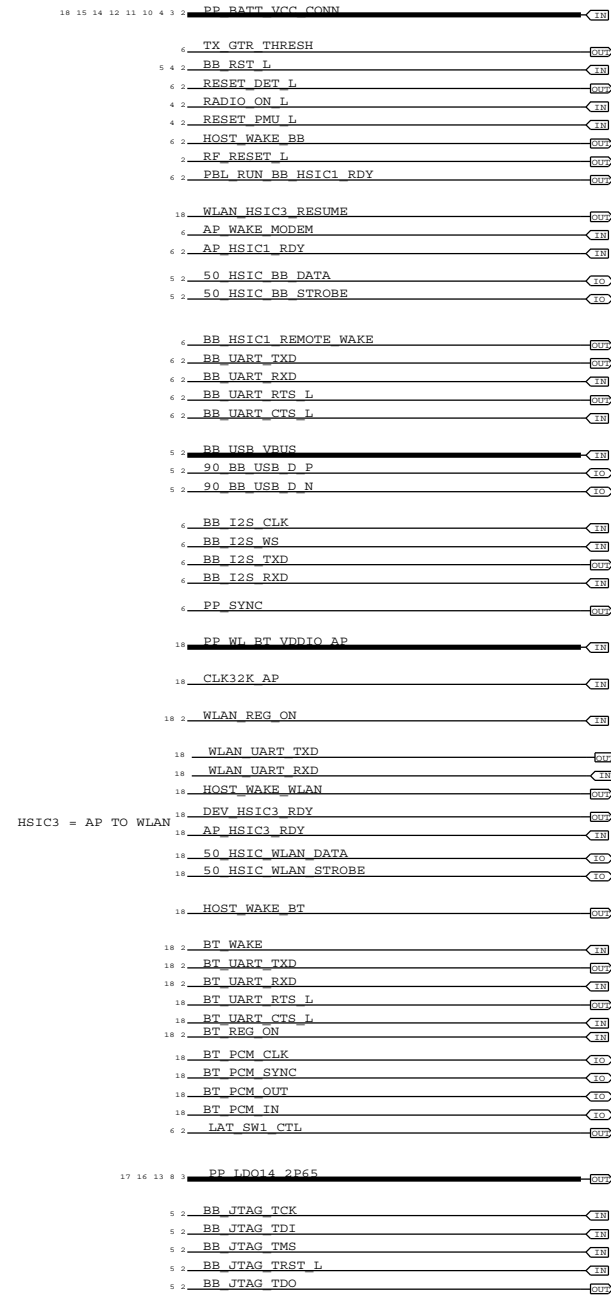 18 15 14 12 11 10 4 3 2 PP_BATT_VCC_CONN IN
6 TX_GTR_THRESH OUT
5 4 2 BB_RST_L IN
6 2 RESET_DET_L OUT
4 2 RADIO_ON_L IN
4 2 RESET_PMU_L IN
6 2 HOST_WAKE_BB OUT
2 RF_RESET_L OUT
6 2 PBL_RUN_BB_HSIC1_RDY OUT
18 WLAN_HSIC3_RESUME OUT
6 AP_WAKE_MODEM IN
6 2 AP_HSIC1_RDY IN
5 2 50_HSIC_BB_DATA IO
5 2 50_HSIC_BB_STROBE IO
6 BB_HSIC1_REMOTE_WAKE OUT
6 2 BB_UART_TXD OUT
6 2 BB_UART_RXD IN
6 2 BB_UART_RTS_L OUT
6 2 BB_UART_CTS_L IN
5 2 BB_USB_VBUS IN
5 2 90_BB_USB_D_P IO
5 2 90_BB_USB_D_N IO
6 BB_I2S_CLK IN
6 BB_I2S_WS IN
6 BB_I2S_TXD OUT
6 BB_I2S_RXD IN
6 PP_SYNC OUT
18 PP_WL_BT_VDDIO_AP IN
18 CLK32K_AP IN
18 2 WLAN_REG_ON IN
18 WLAN_UART_TXD OUT
18 WLAN_UART_RXD IN
18 HOST_WAKE_WLAN OUT
18 DEV_HSIC3_RDY OUT
HSIC3 = AP TO WLAN
18 AP_HSIC3_RDY IN
18 50_HSIC_WLAN_DATA IO
18 50_HSIC_WLAN_STROBE IO
18 HOST_WAKE_BT OUT
18 2 BT_WAKE IN
18 2 BT_UART_TXD OUT
18 2 BT_UART_RXD IN
18 BT_UART_RTS_L OUT
18 BT_UART_CTS_L IN
18 2 BT_REG_ON IN
18 BT_PCM_CLK IO
18 BT_PCM_SYNC IO
18 BT_PCM_OUT IO
18 BT_PCM_IN IO
6 2 LAT_SW1_CTL OUT
17 16 13 8 3 PP_LDO14_2P65 OUT
5 2 BB_JTAG_TCK IN
5 2 BB_JTAG_TDI IN
5 2 BB_JTAG_TMS IN
5 2 BB_JTAG_TRST_L IN
5 2 BB_JTAG_TDO OUT